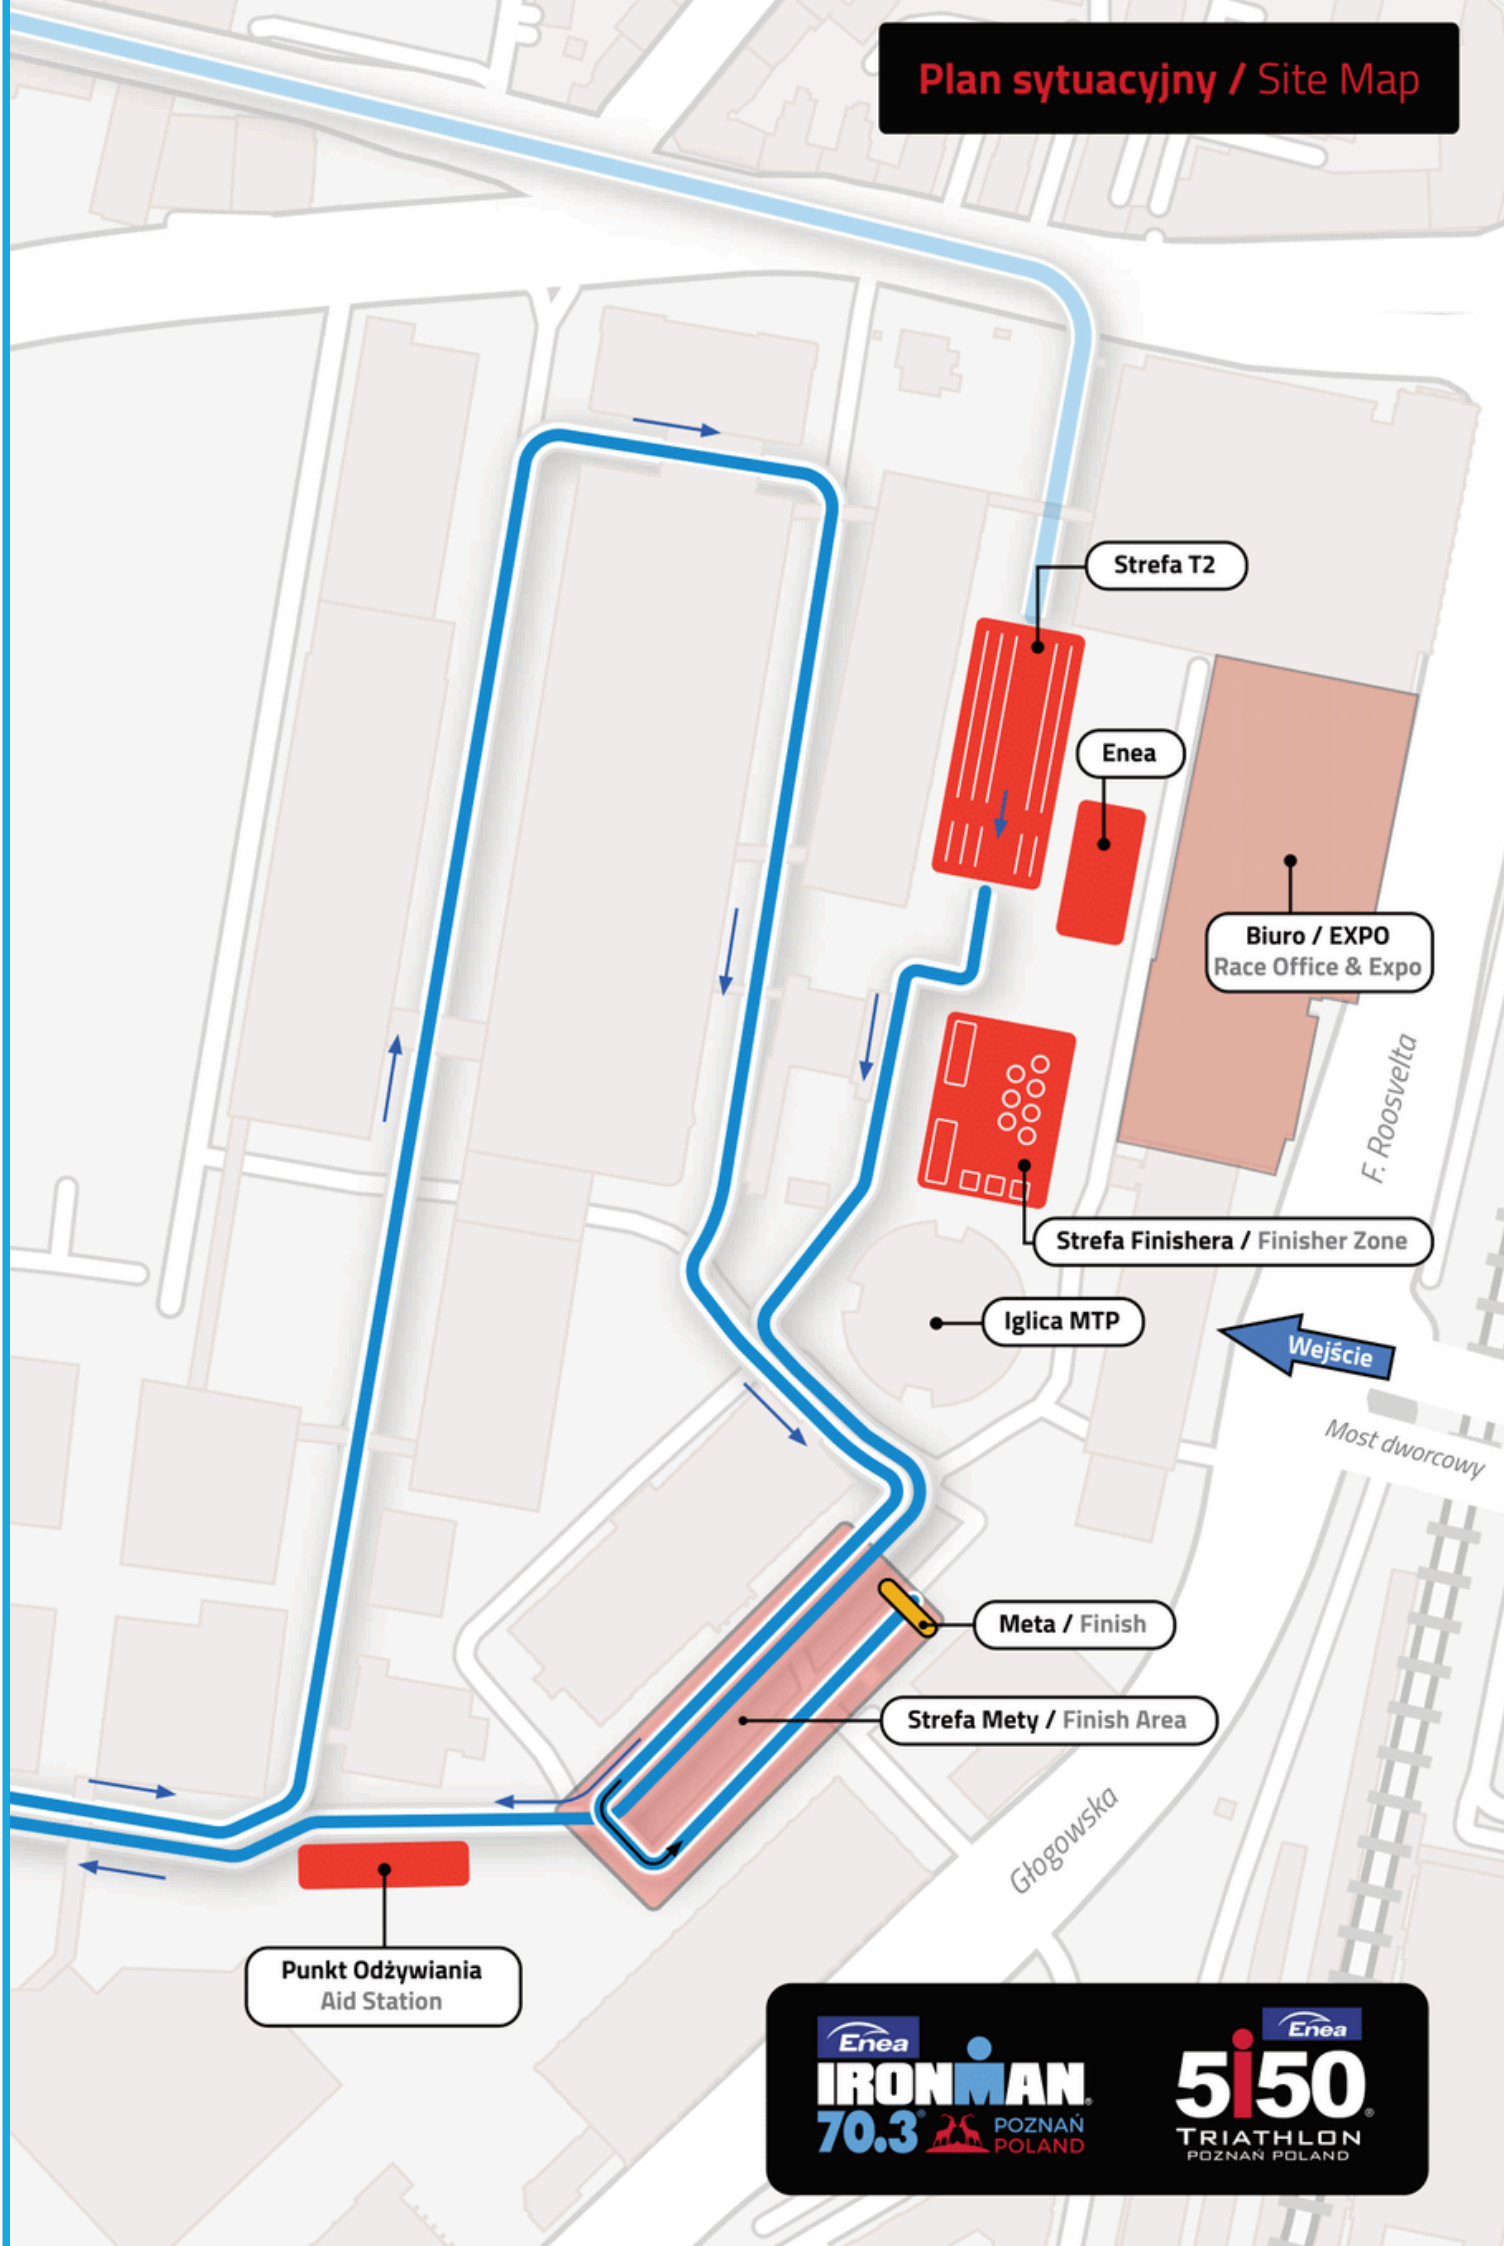 Plan sytuacyjny / Site Map
Strefa T2
Enea
Biuro / EXPO
Race Office & Expo
F. Roosvelta
Strefa Finishera / Finisher Zone
Iglica MTP
Wejście
Most dworcowy
Meta / Finish
Strefa Mety / Finish Area
Głogowska
Punkt Odżywiania
Aid Station
Enea
IRONMAN®
70.3® POZNAŃ
POLAND
Enea
5i50®
TRIATHLON
POZNAŃ POLAND